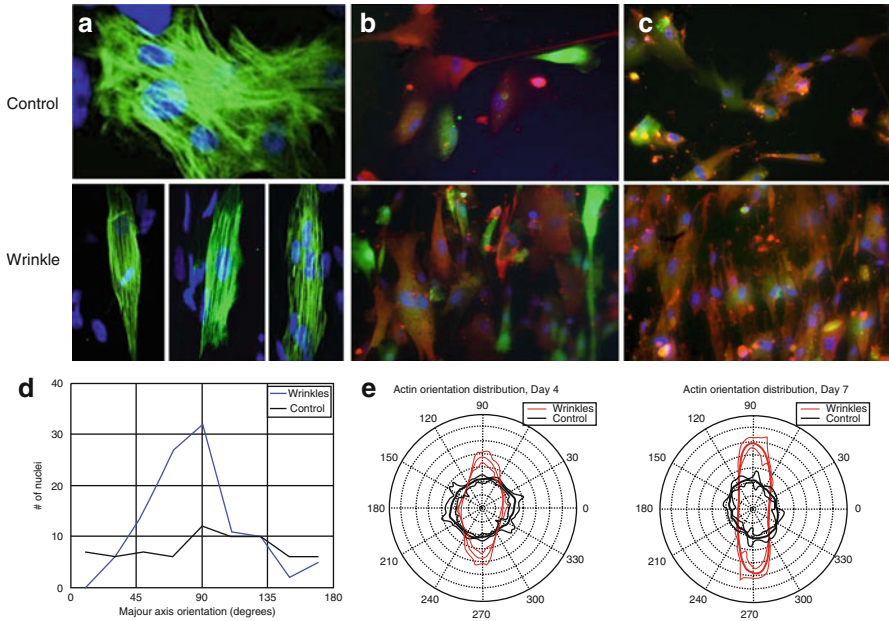 a
b
c
Control
Wrinkle
d
40
30
20
10
0
# of nuclei
0
45
90
135
180
Majour axis orientation (degrees)
Wrinkles
Control
e
Actin orientation distribution, Day 4
Wrinkles
Control
90
120
150
180
210
240
270
300
330
0
30
Actin orientation distribution, Day 7
Wrinkles
Control
90
120
150
180
210
240
270
300
330
0
30